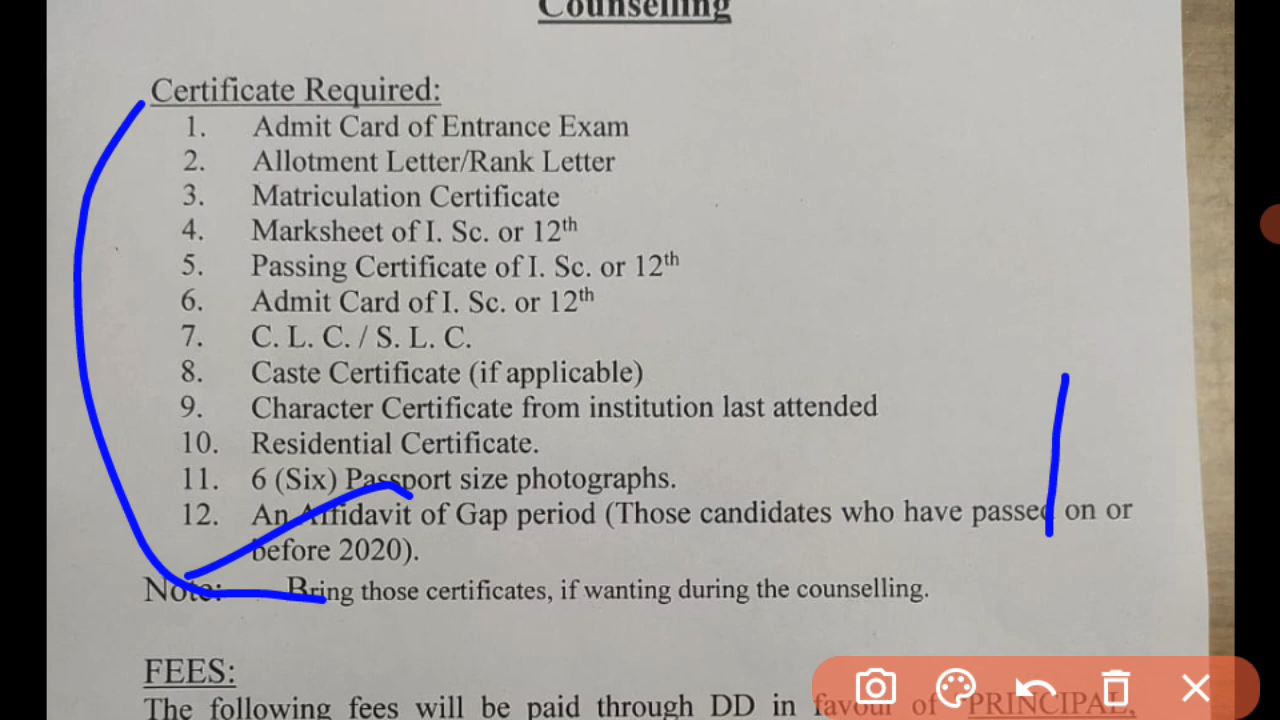 Counselling
Certificate Required:
1. Admit Card of Entrance Exam
2. Allotment Letter/Rank Letter
3. Matriculation Certificate
4. Marksheet of I. Sc. or 12th
5. Passing Certificate of I. Sc. or 12th
6. Admit Card of I. Sc. or 12th
7. C. L. C. / S. L. C.
8. Caste Certificate (if applicable)
9. Character Certificate from institution last attended
10. Residential Certificate.
11. 6 (Six) Passport size photographs.
12. An Affidavit of Gap period (Those candidates who have passed on or
before 2020).
Note: Bring those certificates, if wanting during the counselling.
FEES:
The following fees will be paid through DD in favour of PRINCIPAL,